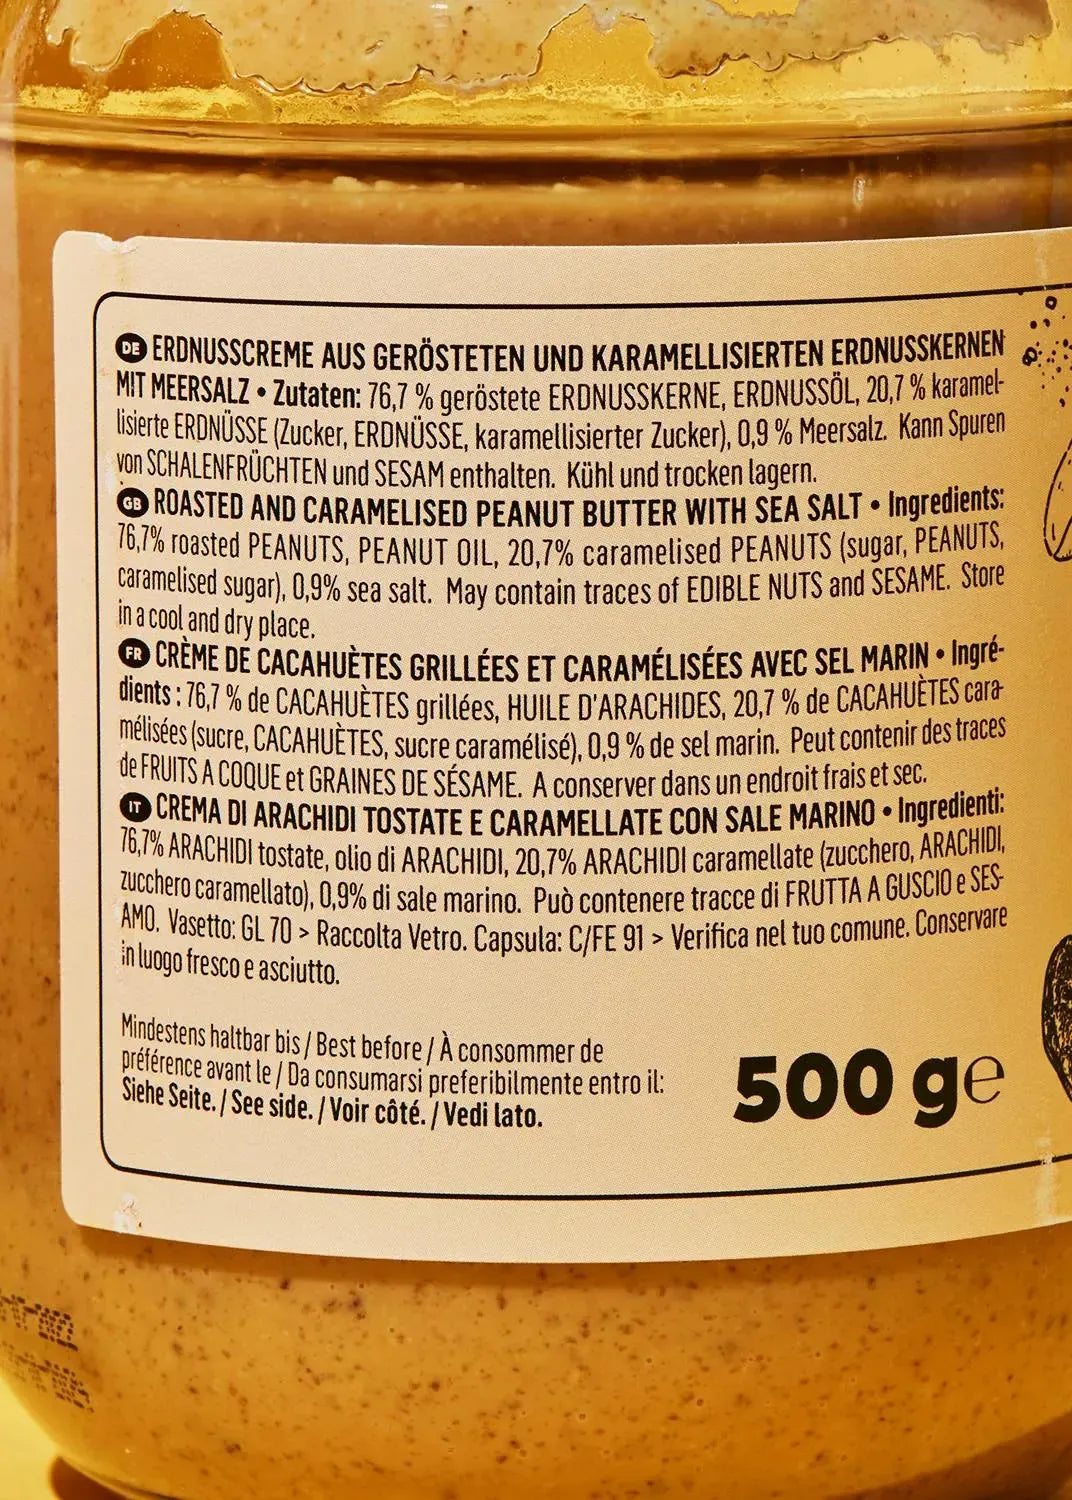 DE ERDNUSSCREME AUS GERÖSTETEN UND KARAMELLISIERTEN ERDNUSSKERNEN
MIT MEERSALZ • Zutaten: 76,7 % geröstete ERDNUSSKERNE, ERDNUSSÖL, 20,7 % karamel-
lisierte ERDNÜSSE (Zucker, ERDNÜSSE, karamellisierter Zucker), 0,9 % Meersalz. Kann Spuren
von SCHALENFRÜCHTEN und SESAM enthalten. Kühl und trocken lagern.
GB ROASTED AND CARAMELISED PEANUT BUTTER WITH SEA SALT • Ingredients:
76,7% roasted PEANUTS, PEANUT OIL, 20,7% caramelised PEANUTS (sugar, PEANUTS,
caramelised sugar), 0,9% sea salt. May contain traces of EDIBLE NUTS and SESAME. Store
in a cool and dry place.
FR CRÈME DE CACAHUÈTES GRILLÉES ET CARAMÉLISÉES AVEC SEL MARIN • Ingré-
dients : 76,7 % de CACAHUÈTES grillées, HUILE D'ARACHIDES, 20,7 % de CACAHUÈTES cara-
mélisées (sucre, CACAHUÈTES, sucre caramélisé), 0,9 % de sel marin. Peut contenir des traces
de FRUITS A COQUE et GRAINES DE SÉSAME. A conserver dans un endroit frais et sec.
IT CREMA DI ARACHIDI TOSTATE E CARAMELLATE CON SALE MARINO • Ingredienti:
76,7% ARACHIDI tostate, olio di ARACHIDI, 20,7% ARACHIDI caramellate (zucchero, ARACHIDI,
zucchero caramellato), 0,9% di sale marino. Può contenere tracce di FRUTTA A GUSCIO e SES-
AMO. Vasetto: GL 70 > Raccolta Vetro. Capsula: C/FE 91 > Verifica nel tuo comune. Conservare
in luogo fresco e asciutto.
Mindestens haltbar bis / Best before / À consommer de
préférence avant le / Da consumarsi preferibilmente entro il:
Siehe Seite. / See side. / Voir côté. / Vedi lato.
500 g e